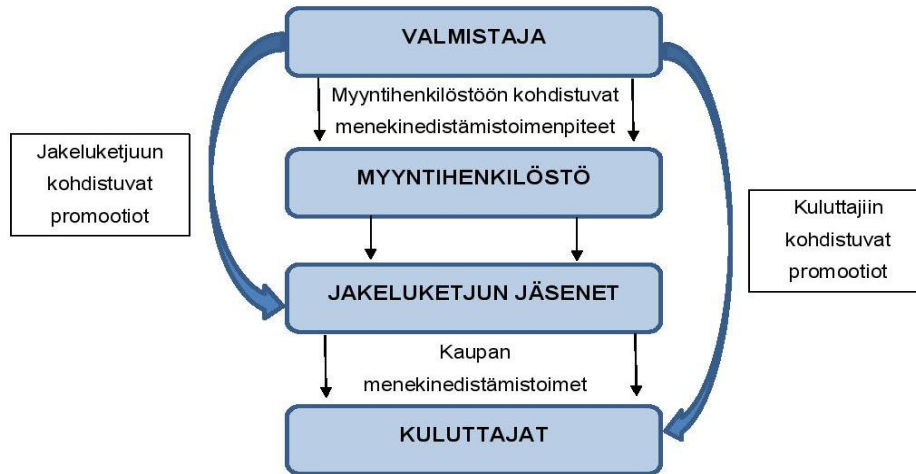 VALMISTAJA
Myyntihenkilöstöön kohdistuvat
menekinedistämistoimenpiteet
Jakeluketjuun
kohdistuvat
promootiot
MYYNTIHENKILÖSTÖ
Kuluttajiin
kohdistuvat
promootiot
JAKELUKETJUN JÄSENET
Kaupan
menekinedistämistoimet
KULUTTAJAT